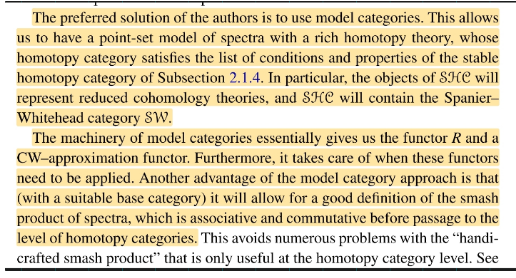 The preferred solution of the authors is to use model categories. This allows
us to have a point-set model of spectra with a rich homotopy theory, whose
homotopy category satisfies the list of conditions and properties of the stable
homotopy category of Subsection 2.1.4. In particular, the objects of 𝒮ℋ𝒞 will
represent reduced cohomology theories, and 𝒮ℋ𝒞 will contain the Spanier–
Whitehead category 𝒮𝒲.
The machinery of model categories essentially gives us the functor R and a
CW–approximation functor. Furthermore, it takes care of when these functors
need to be applied. Another advantage of the model category approach is that
(with a suitable base category) it will allow for a good definition of the smash
product of spectra, which is associative and commutative before passage to the
level of homotopy categories. This avoids numerous problems with the “handi-
crafted smash product” that is only useful at the homotopy category level. See